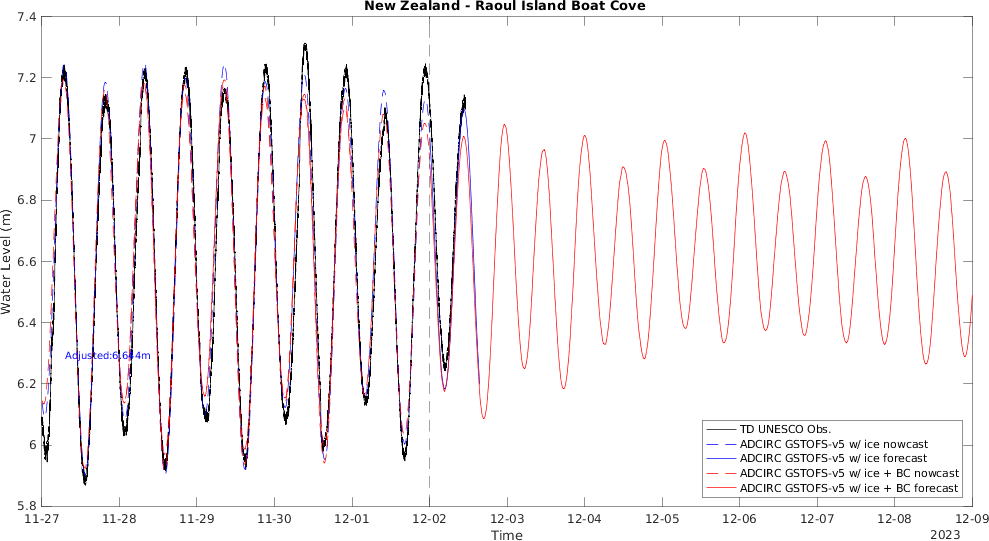 New Zealand - Raoul Island Boat Cove
7.4
7.2
7
6.8
6.6
6.4
6.2
6
5.8
Water Level (m)
Adjusted:6.644m
TD UNESCO Obs.
ADCIRC GSTOFS-v5 w/ ice nowcast
ADCIRC GSTOFS-v5 w/ ice forecast
ADCIRC GSTOFS-v5 w/ ice + BC nowcast
ADCIRC GSTOFS-v5 w/ ice + BC forecast
11-27 11-28 11-29 11-30 12-01 12-02 12-03 12-04 12-05 12-06 12-07 12-08 12-09
Time
2023